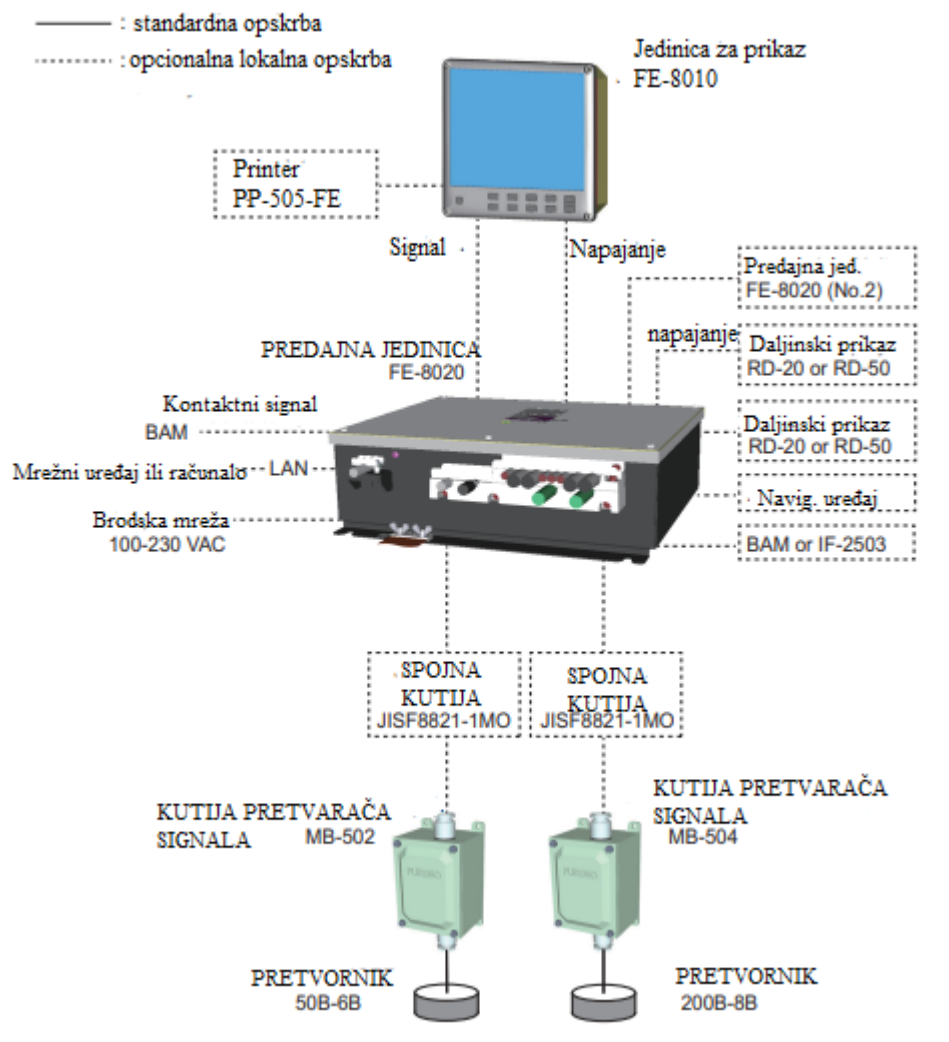 : standardna opskrba
: opcionalna lokalna opskrba
Jedinica za prikaz
FE-8010
Printer
PP-505-FE
Signal
Napajanje
Predajna jed.
FE-8020 (No.2)
napajanje
Daljinski prikaz
RD-20 or RD-50
PREDAJNA JEDINICA
FE-8020
Kontaktni signal
BAM
Daljinski prikaz
RD-20 or RD-50
Mrežni uređaj ili računalo
LAN
Navig. uređaj
Brodska mreža
100-230 VAC
BAM or IF-2503
SPOJNA
KUTIJA
JISF8821-1MO
SPOJNA
KUTIJA
JISF8821-1MO
KUTIJA PRETVARAČA
SIGNALA
MB-502
KUTIJA PRETVARAČA
SIGNALA
MB-504
FURUNO
FURUNO
PRETVORNIK
50B-6B
PRETVORNIK
200B-8B